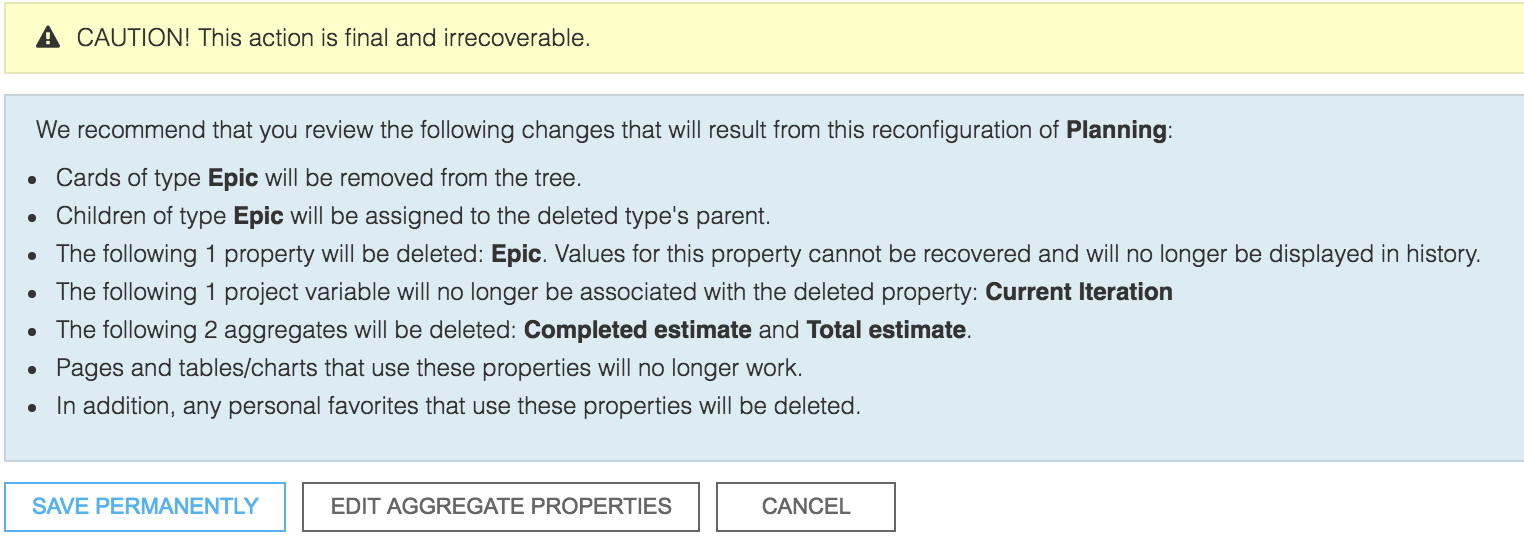 CAUTION! This action is final and irrecoverable.
We recommend that you review the following changes that will result from this reconfiguration of Planning:
Cards of type Epic will be removed from the tree.
Children of type Epic will be assigned to the deleted type's parent.
The following 1 property will be deleted: Epic. Values for this property cannot be recovered and will no longer be displayed in history.
The following 1 project variable will no longer be associated with the deleted property: Current Iteration
The following 2 aggregates will be deleted: Completed estimate and Total estimate.
Pages and tables/charts that use these properties will no longer work.
In addition, any personal favorites that use these properties will be deleted.
SAVE PERMANENTLY EDIT AGGREGATE PROPERTIES CANCEL